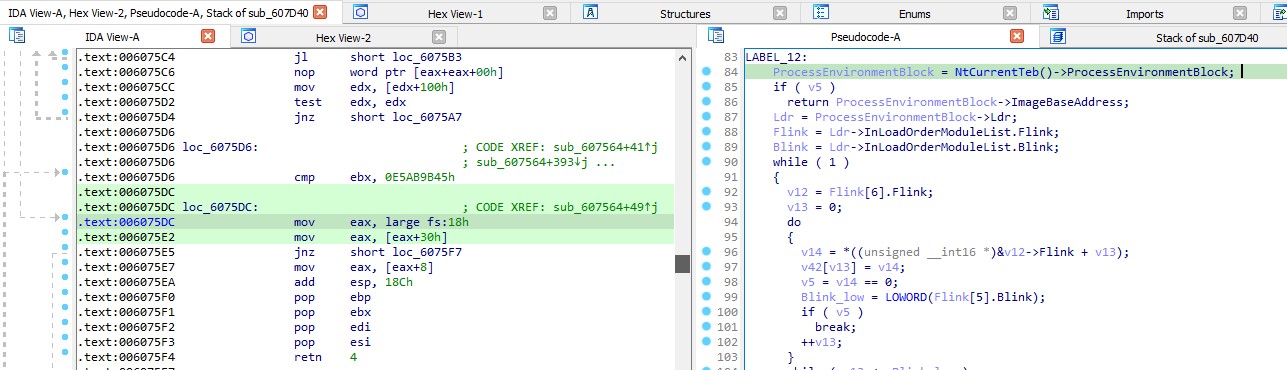 IDA View-A, Hex View-2, Pseudocode-A, Stack of sub_607D40 Hex View-1 Structures Enums Imports
IDA View-A Hex View-2
.text:006075C4 jl short loc_6075B3
.text:006075C6 nop word ptr [eax+eax+00h]
.text:006075CC mov edx, [edx+100h]
.text:006075D2 test edx, edx
.text:006075D4 jnz short loc_6075A7
.text:006075D6
.text:006075D6 loc_6075D6: ; CODE XREF: sub_607564+41↑j
.text:006075D6 ; sub_607564+393↓j ...
.text:006075D6 cmp ebx, 0E5AB9B45h
.text:006075DC
.text:006075DC loc_6075DC: ; CODE XREF: sub_607564+49↑j
.text:006075DC mov eax, large fs:18h
.text:006075E2 mov eax, [eax+30h]
.text:006075E5 jnz short loc_6075F7
.text:006075E7 mov eax, [eax+8]
.text:006075EA add esp, 18Ch
.text:006075F0 pop ebp
.text:006075F1 pop ebx
.text:006075F2 pop edi
.text:006075F3 pop esi
.text:006075F4 retn 4
Pseudocode-A Stack of sub_607D40
83 LABEL_12:
84 ProcessEnvironmentBlock = NtCurrentTeb()->ProcessEnvironmentBlock;
85 if ( v5 )
86 return ProcessEnvironmentBlock->ImageBaseAddress;
87 Ldr = ProcessEnvironmentBlock->Ldr;
88 Flink = Ldr->InLoadOrderModuleList.Flink;
89 Blink = Ldr->InLoadOrderModuleList.Blink;
90 while ( 1 )
91 {
92 v12 = Flink[6].Flink;
93 v13 = 0;
94 do
95 {
96 v14 = *((unsigned __int16 *)&v12->Flink + v13);
97 v42[v13] = v14;
98 v5 = v14 == 0;
99 Blink_low = LOWORD(Flink[5].Blink);
100 if ( v5 )
101 break;
102 ++v13;
103 }